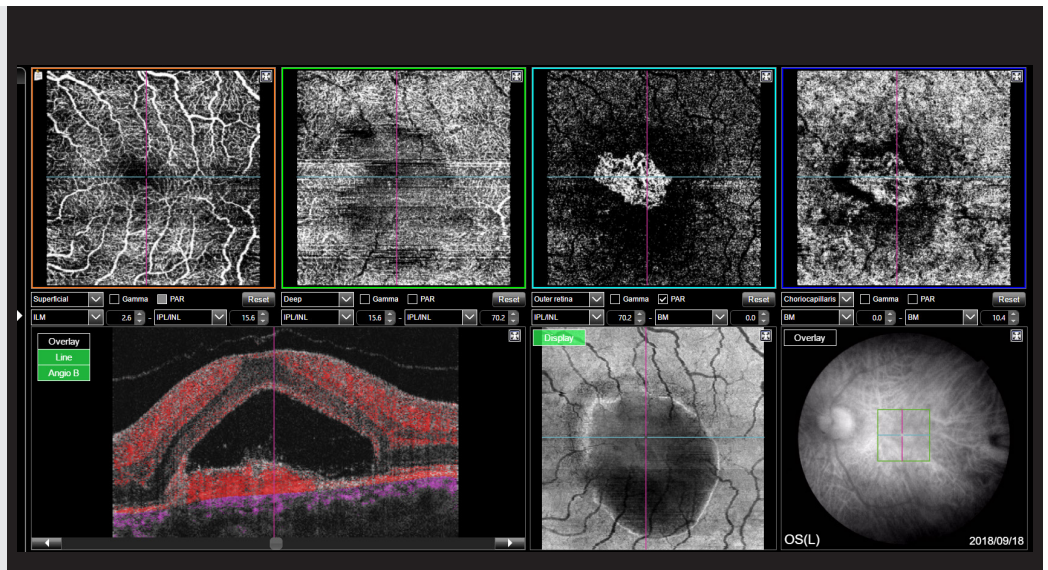 Superficial Gamma PAR Reset Deep Gamma PAR Reset Outer retina Gamma PAR Reset Choriocapillaris Gamma PAR Reset
ILM 2.6 - IPL/INL 15.6 IPL/INL 15.6 - IPL/INL 70.2 IPL/INL 70.2 - BM 0.0 BM 0.0 - BM 10.4
Overlay
Line
Angio B
Display
Overlay
OS(L) 2018/09/18